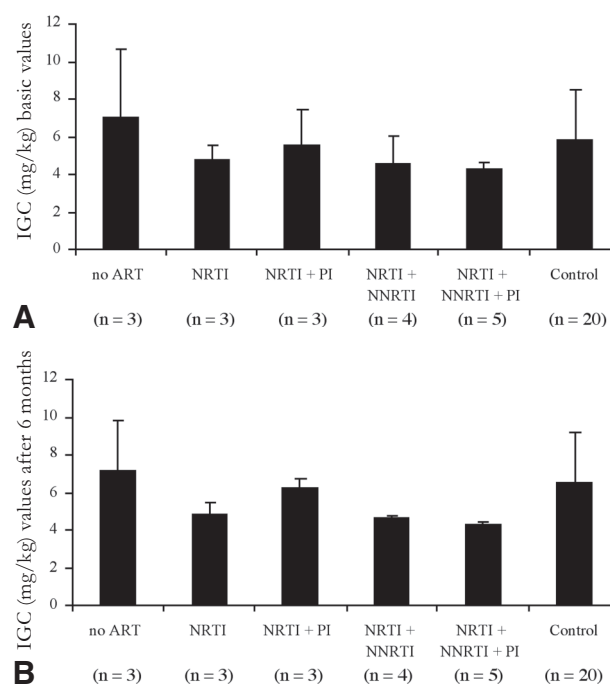 IGC (mg/kg) basic values
12
10
8
6
4
2
0
no ART NRTI NRTI + PI NRTI + NRTI + Control
NNRTI NNRTI + PI
A (n = 3) (n = 3) (n = 3) (n = 4) (n = 5) (n = 20)
IGC (mg/kg) values after 6 months
12
10
8
6
4
2
0
no ART NRTI NRTI + PI NRTI + NRTI + Control
NNRTI NNRTI + PI
B (n = 3) (n = 3) (n = 3) (n = 4) (n = 5) (n = 20)